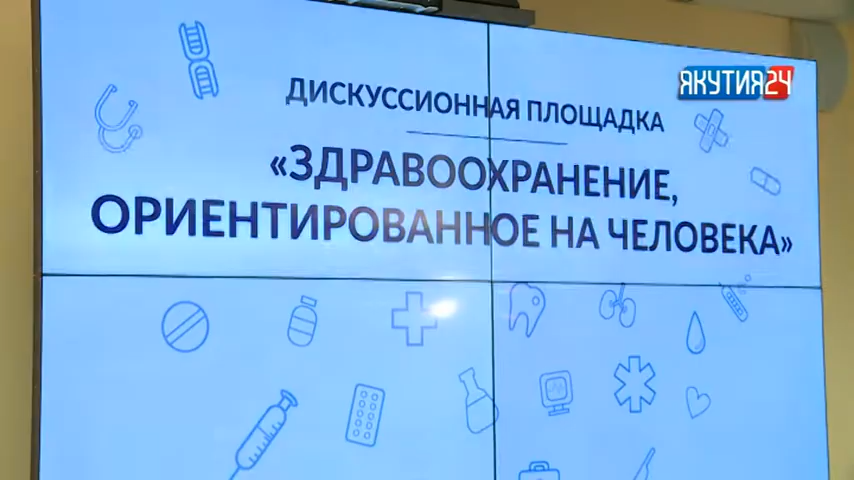 ЯКУТИЯ24
ДИСКУССИОННАЯ ПЛОЩАДКА
«ЗДРАВООХРАНЕНИЕ,
ОРИЕНТИРОВАННОЕ НА ЧЕЛОВЕКА»